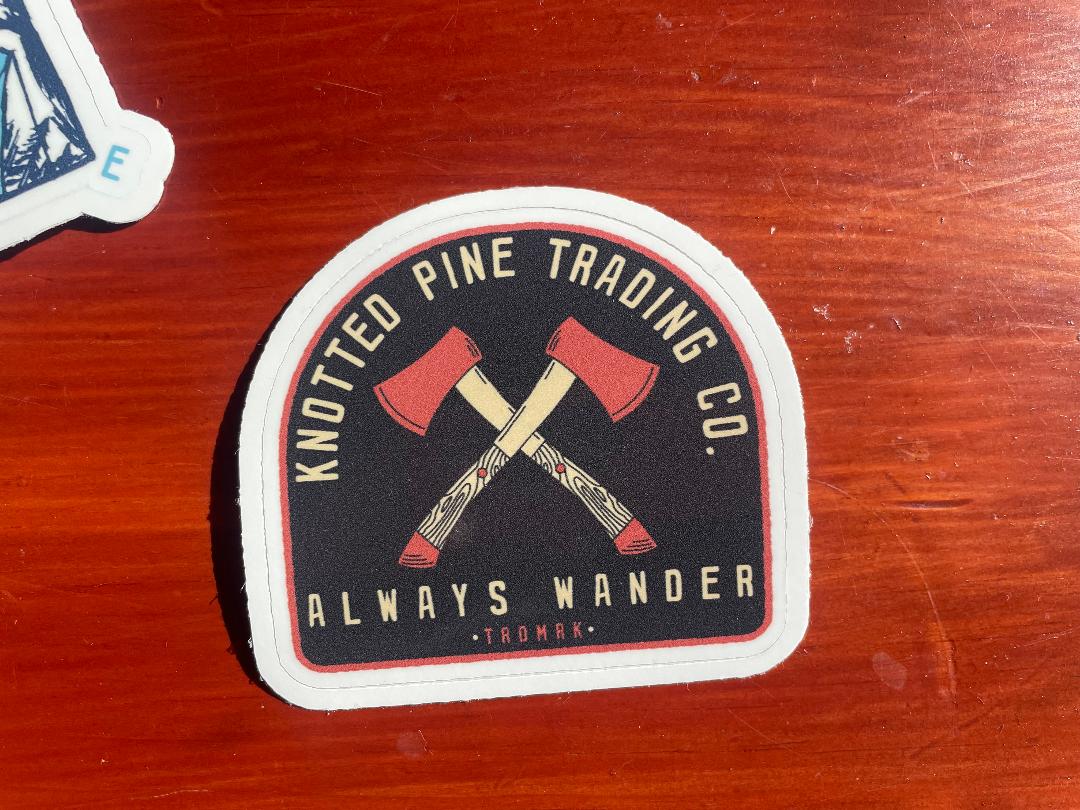 E
KNOTTED PINE TRADING CO.
ALWAYS WANDER
•TRDMRK•